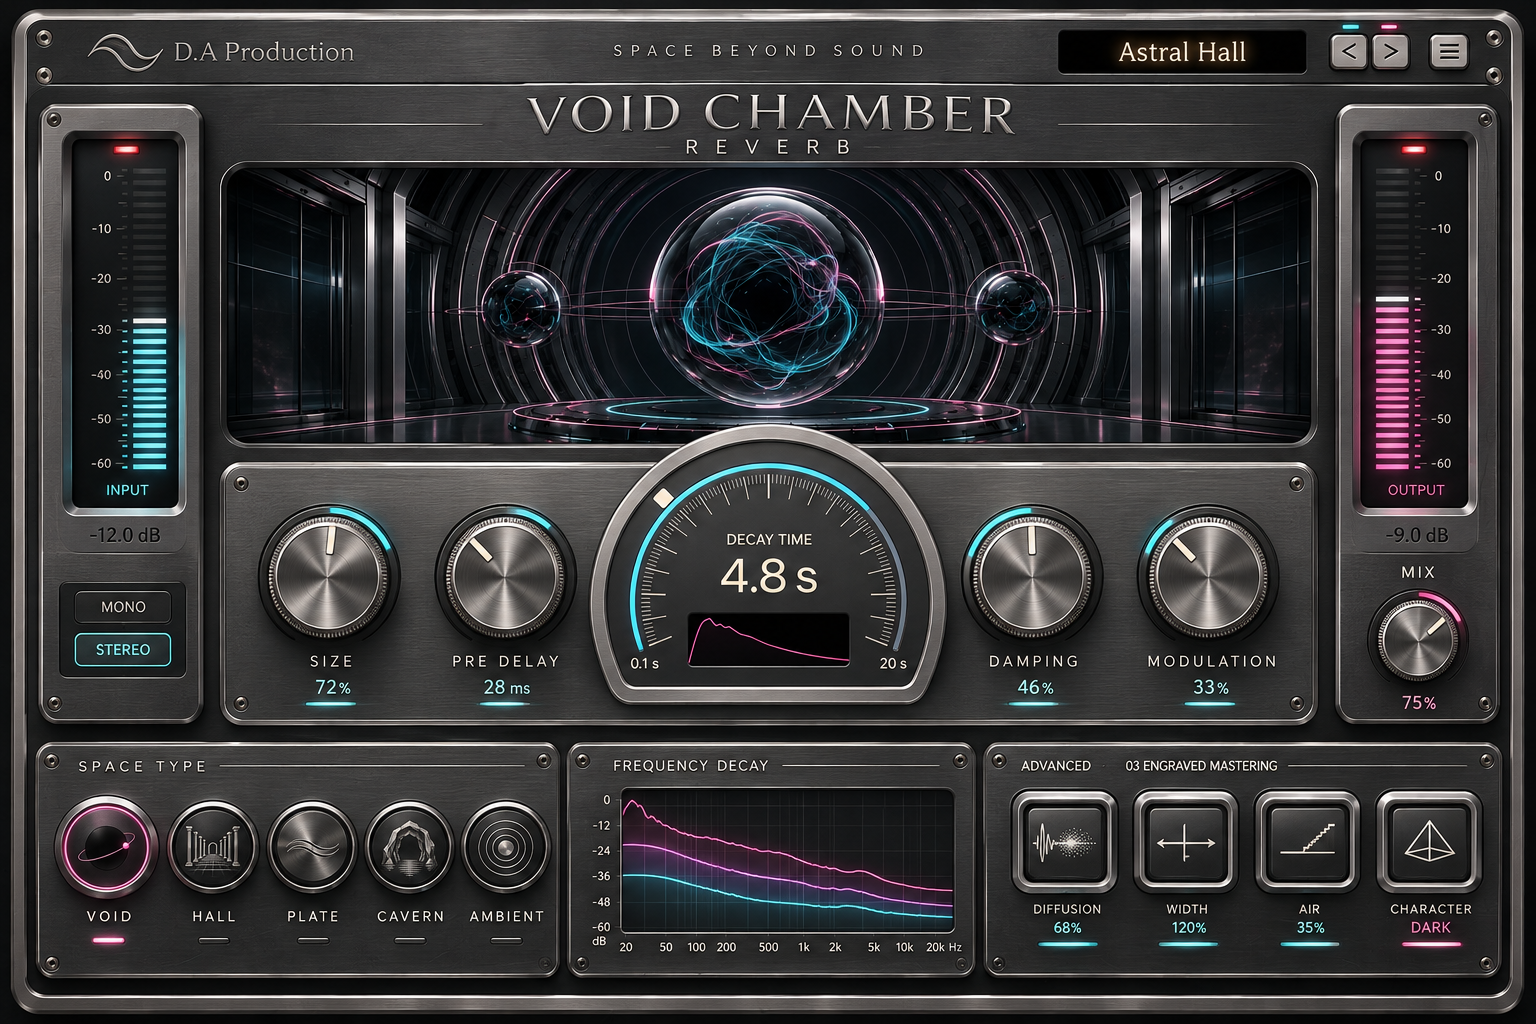 D.A Production
SPACE BEYOND SOUND
Astral Hall
< >
VOID CHAMBER
REVERB
0
-10
-20
-30
-40
-50
-60
INPUT
-12.0 dB
MONO
STEREO
0
-10
-20
-30
-40
-50
-60
OUTPUT
-9.0 dB
MIX
75%
SIZE
72%
PRE DELAY
28 ms
DECAY TIME
4.8 s
0.1 s
20 s
DAMPING
46%
MODULATION
33%
SPACE TYPE
VOID
HALL
PLATE
CAVERN
AMBIENT
FREQUENCY DECAY
0
-12
-24
-36
-48
-60
dB
20 50 100 200 500 1k 2k 5k 10k 20k Hz
ADVANCED 03 ENGRAVED MASTERING
DIFFUSION
68%
WIDTH
120%
AIR
35%
CHARACTER
DARK